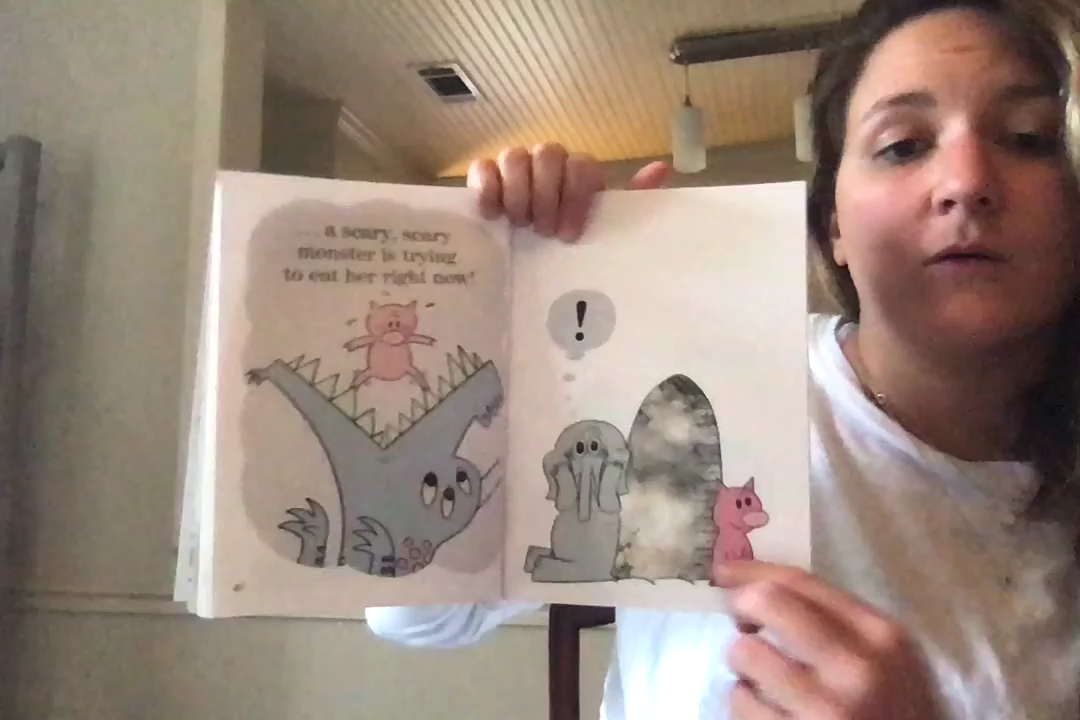 ... a scary, scary
monster is trying
to eat her right now!
!